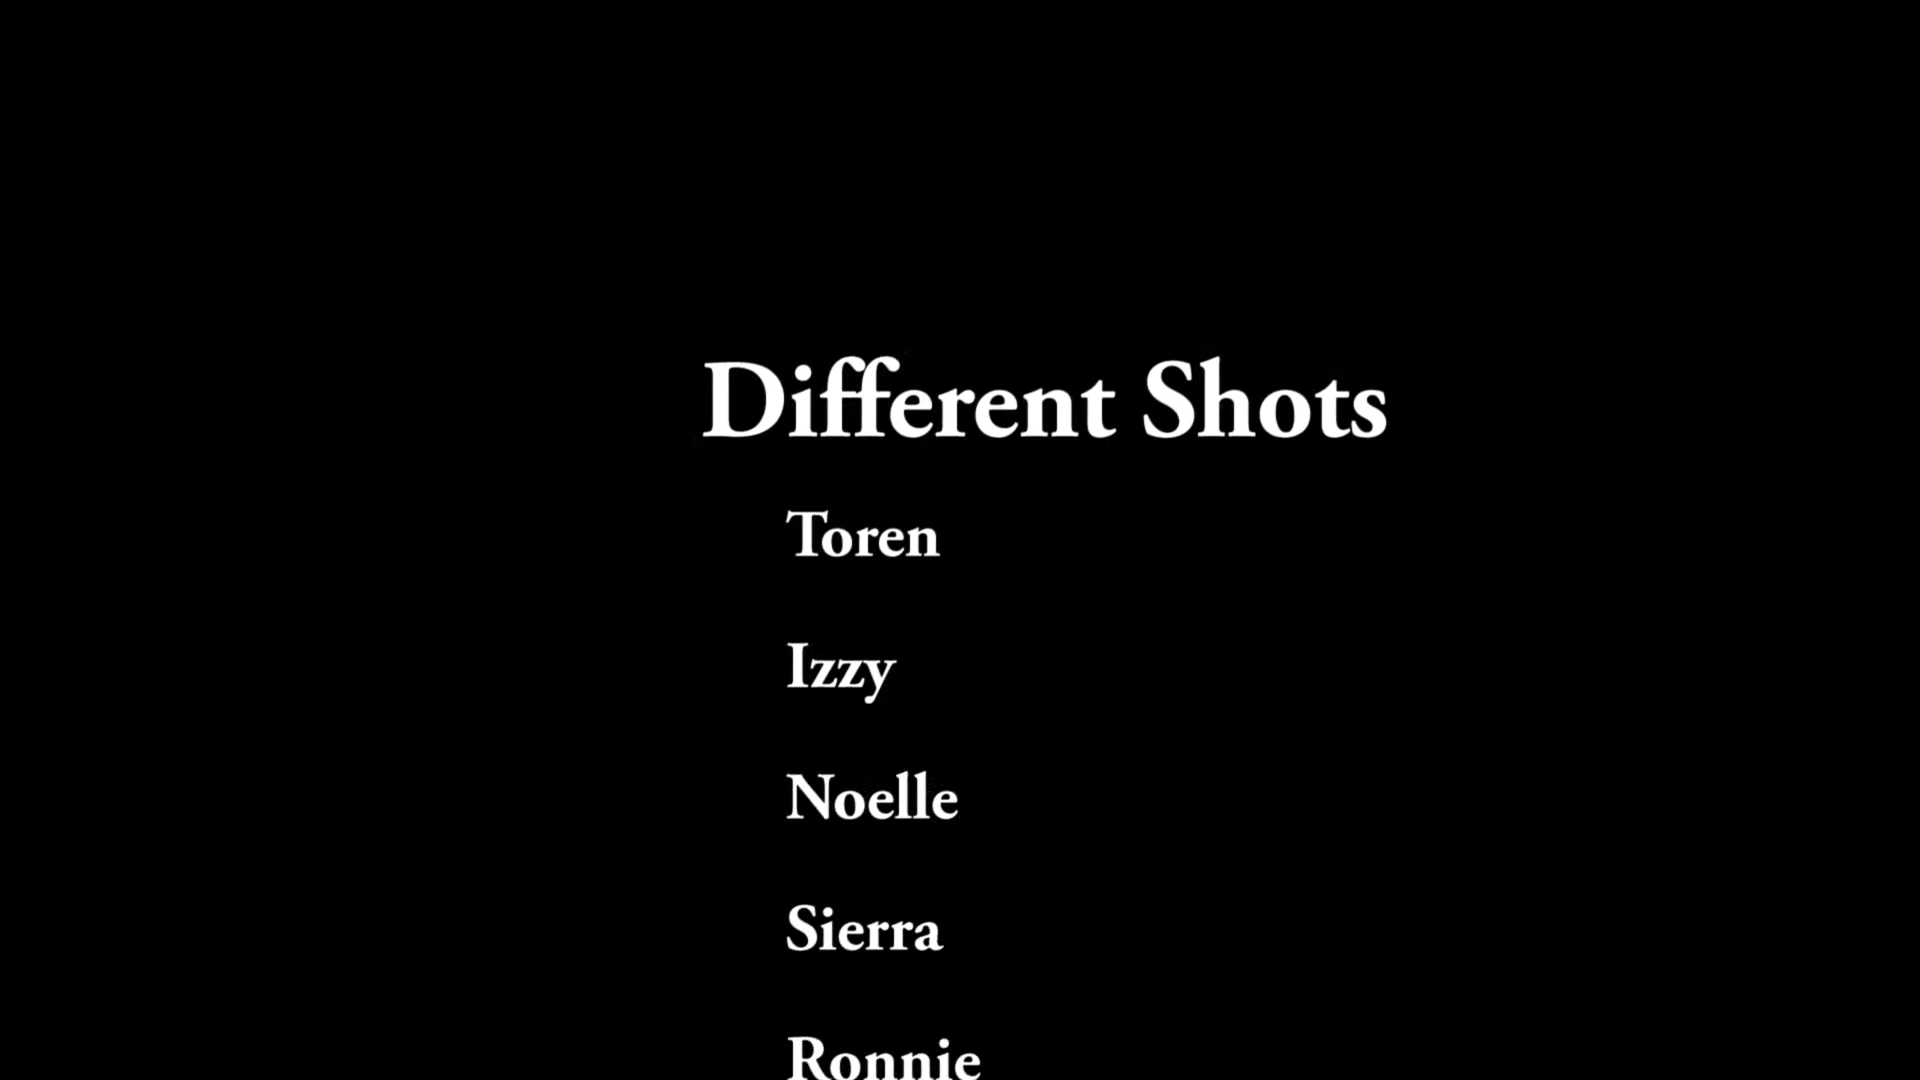 Different Shots
Toren
Izzy
Noelle
Sierra
Ronnie